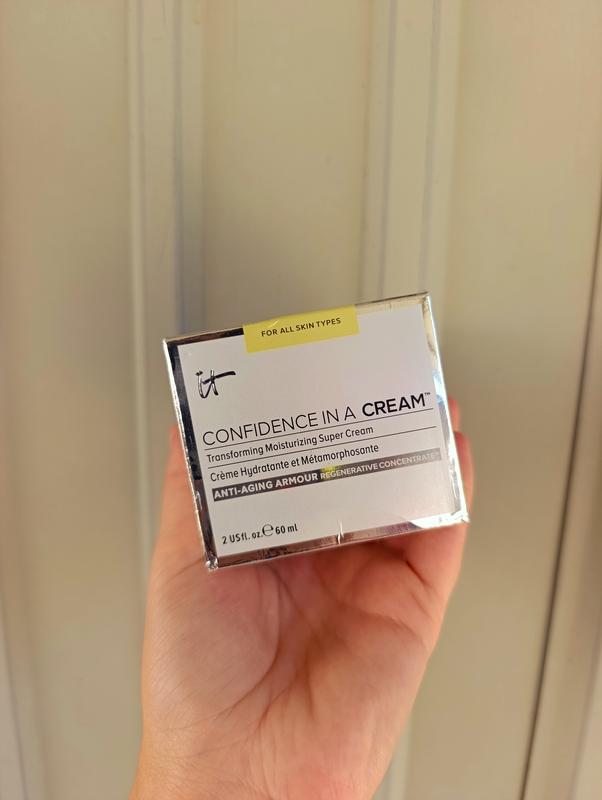 FOR ALL SKIN TYPES
it
CONFIDENCE IN A CREAM™
Transforming Moisturizing Super Cream
Crème Hydratante et Métamorphosante
ANTI-AGING ARMOUR REGENERATIVE CONCENTRATE™
2 US fl. oz. ℮ 60 ml